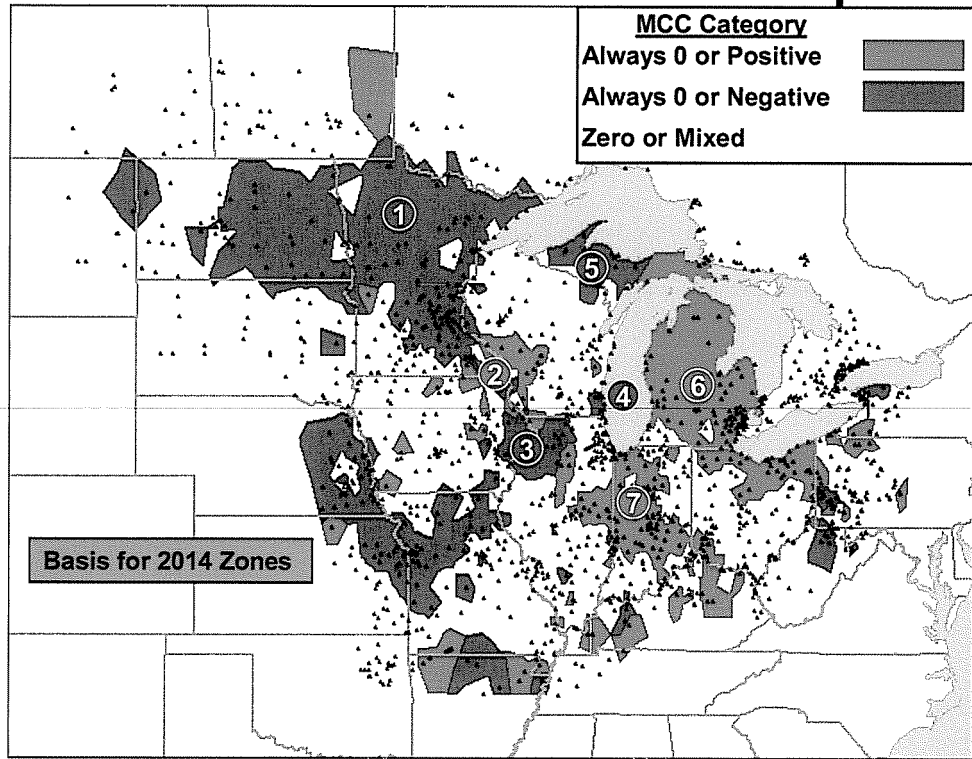 MCC Category
Always 0 or Positive
Always 0 or Negative
Zero or Mixed
1
5
2
4
6
3
7
Basis for 2014 Zones